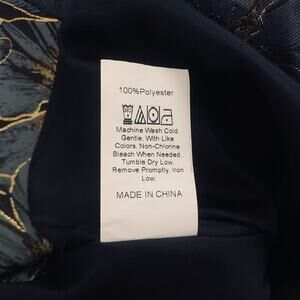 100%Polyester
Machine Wash Cold
Gentle, With Like
Colors, Non-Chlorine
Bleach When Needed,
Tumble Dry Low,
Remove Promptly, Iron
Low.
MADE IN CHINA